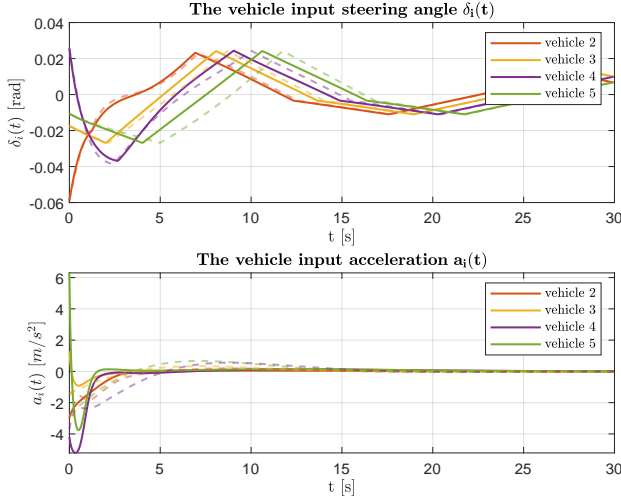 The vehicle input steering angle δᵢ(t)
0.04
0.02
0
-0.02
-0.04
-0.06
δᵢ(t) [rad]
vehicle 2
vehicle 3
vehicle 4
vehicle 5
0 5 10 15 20 25 30
t [s]
The vehicle input acceleration aᵢ(t)
6
4
2
0
-2
-4
aᵢ(t) [m/s²]
vehicle 2
vehicle 3
vehicle 4
vehicle 5
0 5 10 15 20 25 30
t [s]